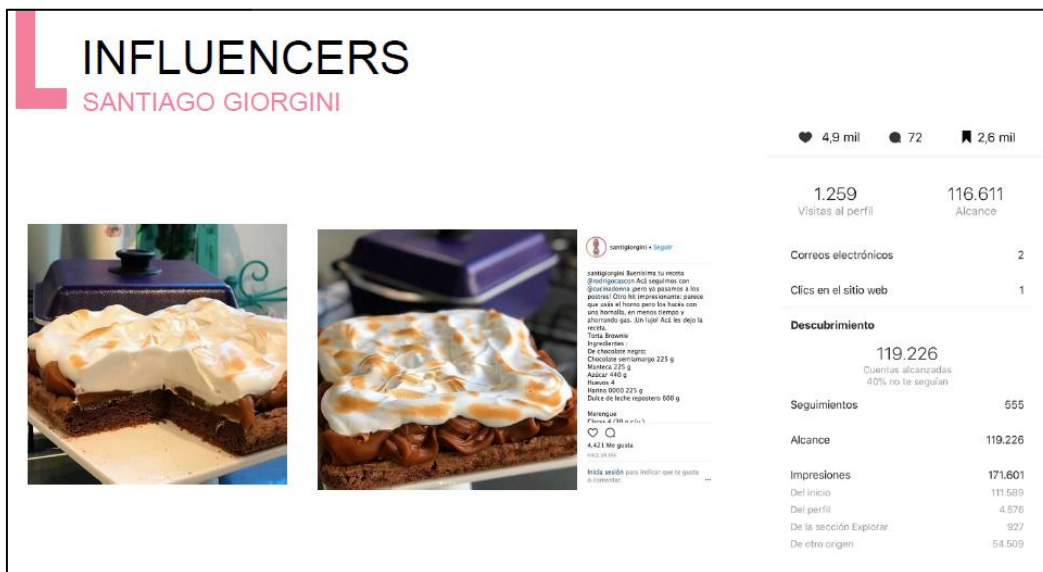 INFLUENCERS
SANTIAGO GIORGINI
santigiorgini • Seguir
santigiorgini Buenísima tu receta
@rodrigocascon Acá seguimos con
@cucinadonna ¡pero ya pasamos a los
postres! Otro hit impresionante: parece
que usás el horno pero los hacés con
una hornalla, en menos tiempo y
ahorrando gas. ¡Un lujo! Acá les dejo la
receta.
Torta Brownie
Ingredientes :
De chocolate negro:
Chocolate semiamargo 225 g
Manteca 225 g
Azúcar 440 g
Huevos 4
Harina 0000 225 g
Dulce de leche repostero 600 g
Merengue
4,421 Me gusta
HACE UN DÍA
Inicia sesión para indicar que te gusta
o comentar.
4,9 mil 72 2,6 mil
1.259 116.611
Visitas al perfil Alcance
Correos electrónicos 2
Clics en el sitio web 1
Descubrimiento
119.226
Cuentas alcanzadas
40% no te seguían
Seguimientos 555
Alcance 119.226
Impresiones 171.601
Del inicio 111.589
Del perfil 4.576
De la sección Explorar 927
De otro origen 54.509